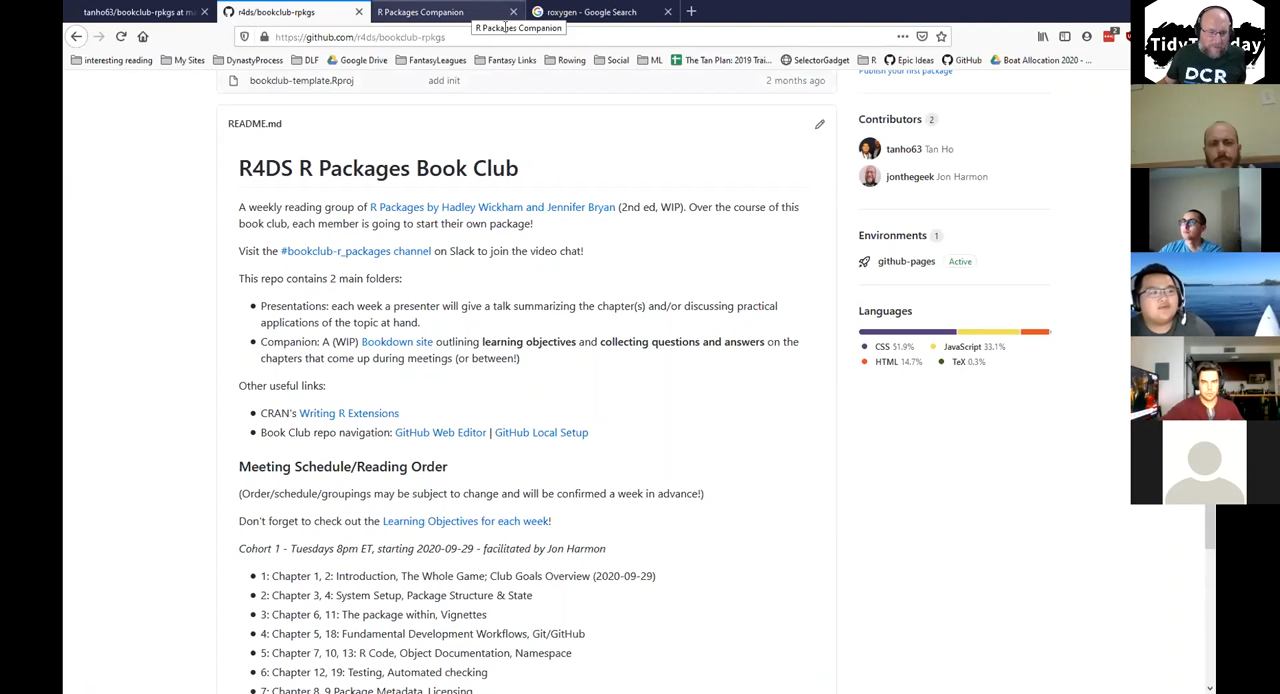 tanho63/bookclub-rpkgs at m
r4ds/bookclub-rpkgs
R Packages Companion
roxygen - Google Search
R Packages Companion
https://github.com/r4ds/bookclub-rpkgs
interesting reading
My Sites
DynastyProcess
DLF
Google Drive
FantasyLeagues
Fantasy Links
Rowing
Social
ML
The Tan Plan: 2019 Trai...
SelectorGadget
R
Epic Ideas
GitHub
Boat Allocation 2020 - ...
bookclub-template.Rproj
add init
2 months ago
Publish your first package
README.md
R4DS R Packages Book Club
A weekly reading group of R Packages by Hadley Wickham and Jennifer Bryan (2nd ed, WIP). Over the course of this
book club, each member is going to start their own package!
Visit the #bookclub-r_packages channel on Slack to join the video chat!
This repo contains 2 main folders:
Presentations: each week a presenter will give a talk summarizing the chapter(s) and/or discussing practical
applications of the topic at hand.
Companion: A (WIP) Bookdown site outlining learning objectives and collecting questions and answers on the
chapters that come up during meetings (or between!)
Other useful links:
CRAN's Writing R Extensions
Book Club repo navigation: GitHub Web Editor | GitHub Local Setup
Meeting Schedule/Reading Order
(Order/schedule/groupings may be subject to change and will be confirmed a week in advance!)
Don't forget to check out the Learning Objectives for each week!
Cohort 1 - Tuesdays 8pm ET, starting 2020-09-29 - facilitated by Jon Harmon
1: Chapter 1, 2: Introduction, The Whole Game; Club Goals Overview (2020-09-29)
2: Chapter 3, 4: System Setup, Package Structure & State
3: Chapter 6, 11: The package within, Vignettes
4: Chapter 5, 18: Fundamental Development Workflows, Git/GitHub
5: Chapter 7, 10, 13: R Code, Object Documentation, Namespace
6: Chapter 12, 19: Testing, Automated checking
7: Chapter 8, 9 Package Metadata, Licensing
Contributors 2
tanho63 Tan Ho
jonthegeek Jon Harmon
Environments 1
github-pages Active
Languages
CSS 51.9%
JavaScript 33.1%
HTML 14.7%
TeX 0.3%
DCR